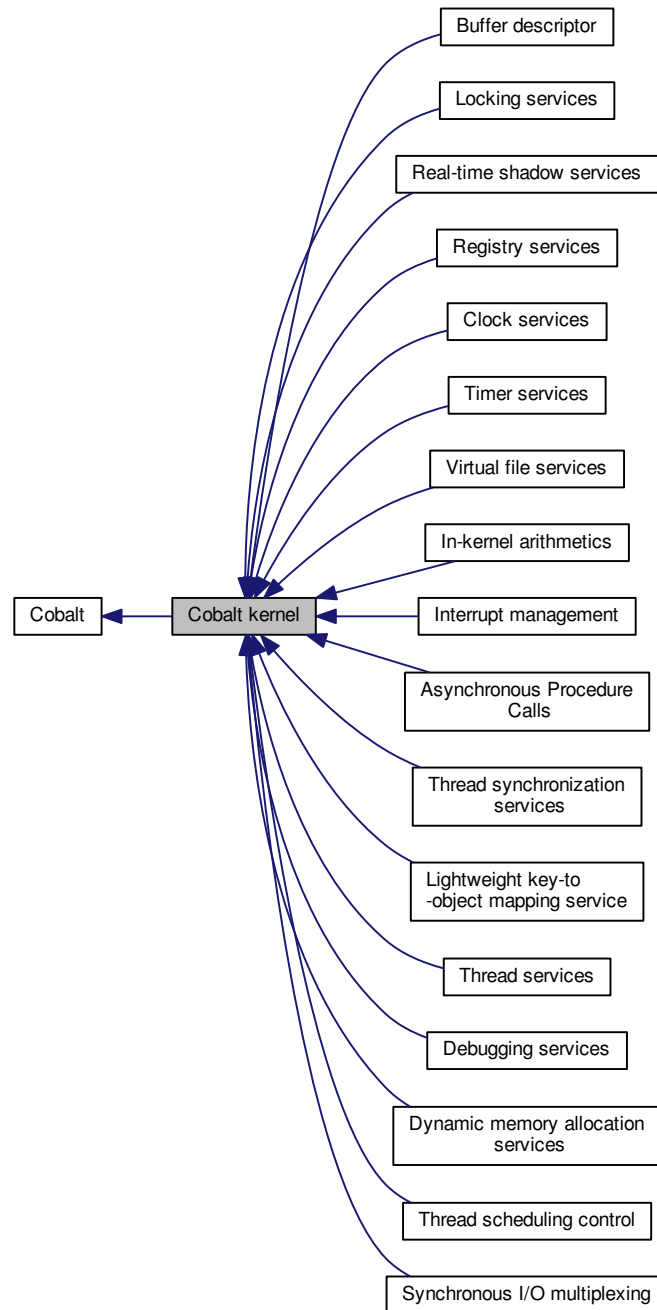 Buffer descriptor
Locking services
Real-time shadow services
Registry services
Clock services
Timer services
Virtual file services
In-kernel arithmetics
Cobalt
Cobalt kernel
Interrupt management
Asynchronous Procedure
Calls
Thread synchronization
services
Lightweight key-to
-object mapping service
Thread services
Debugging services
Dynamic memory allocation
services
Thread scheduling control
Synchronous I/O multiplexing